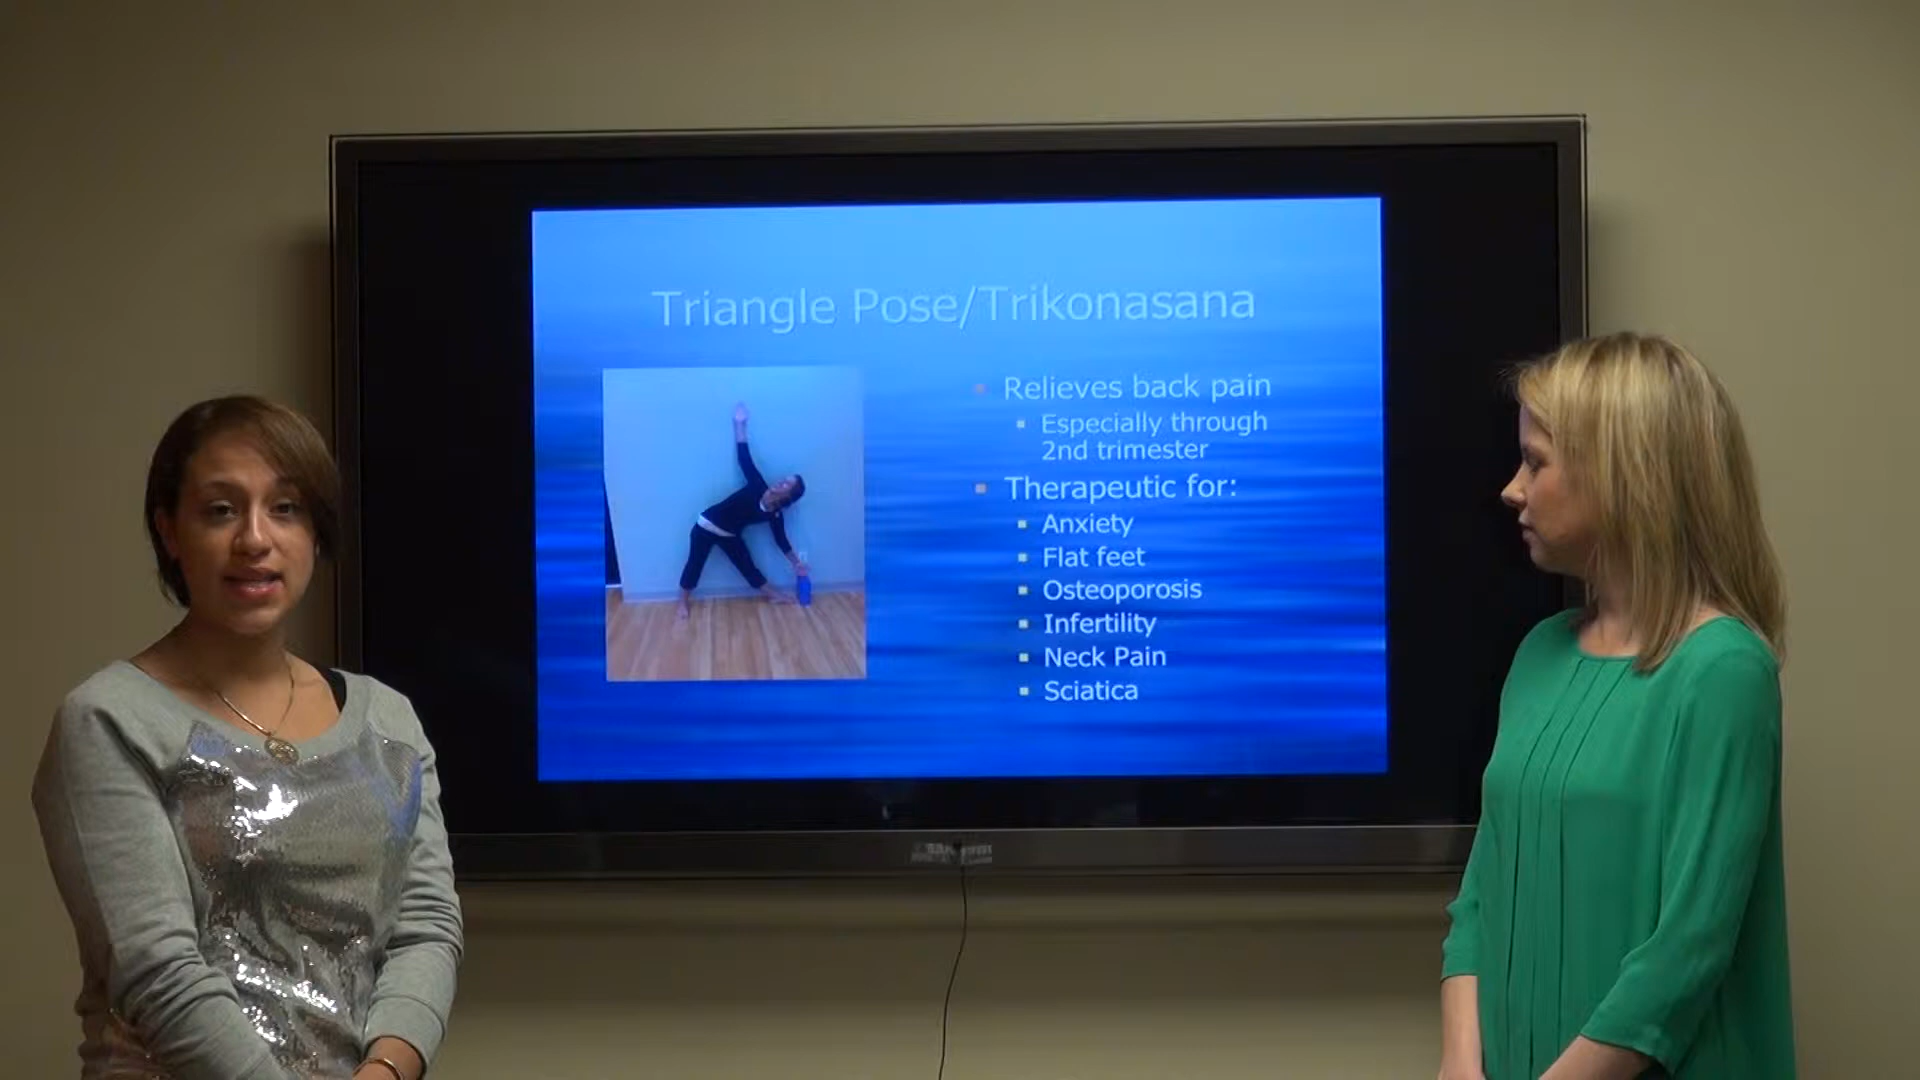 Triangle Pose/Trikonasana
Relieves back pain
Especially through
2nd trimester
Therapeutic for:
Anxiety
Flat feet
Osteoporosis
Infertility
Neck Pain
Sciatica